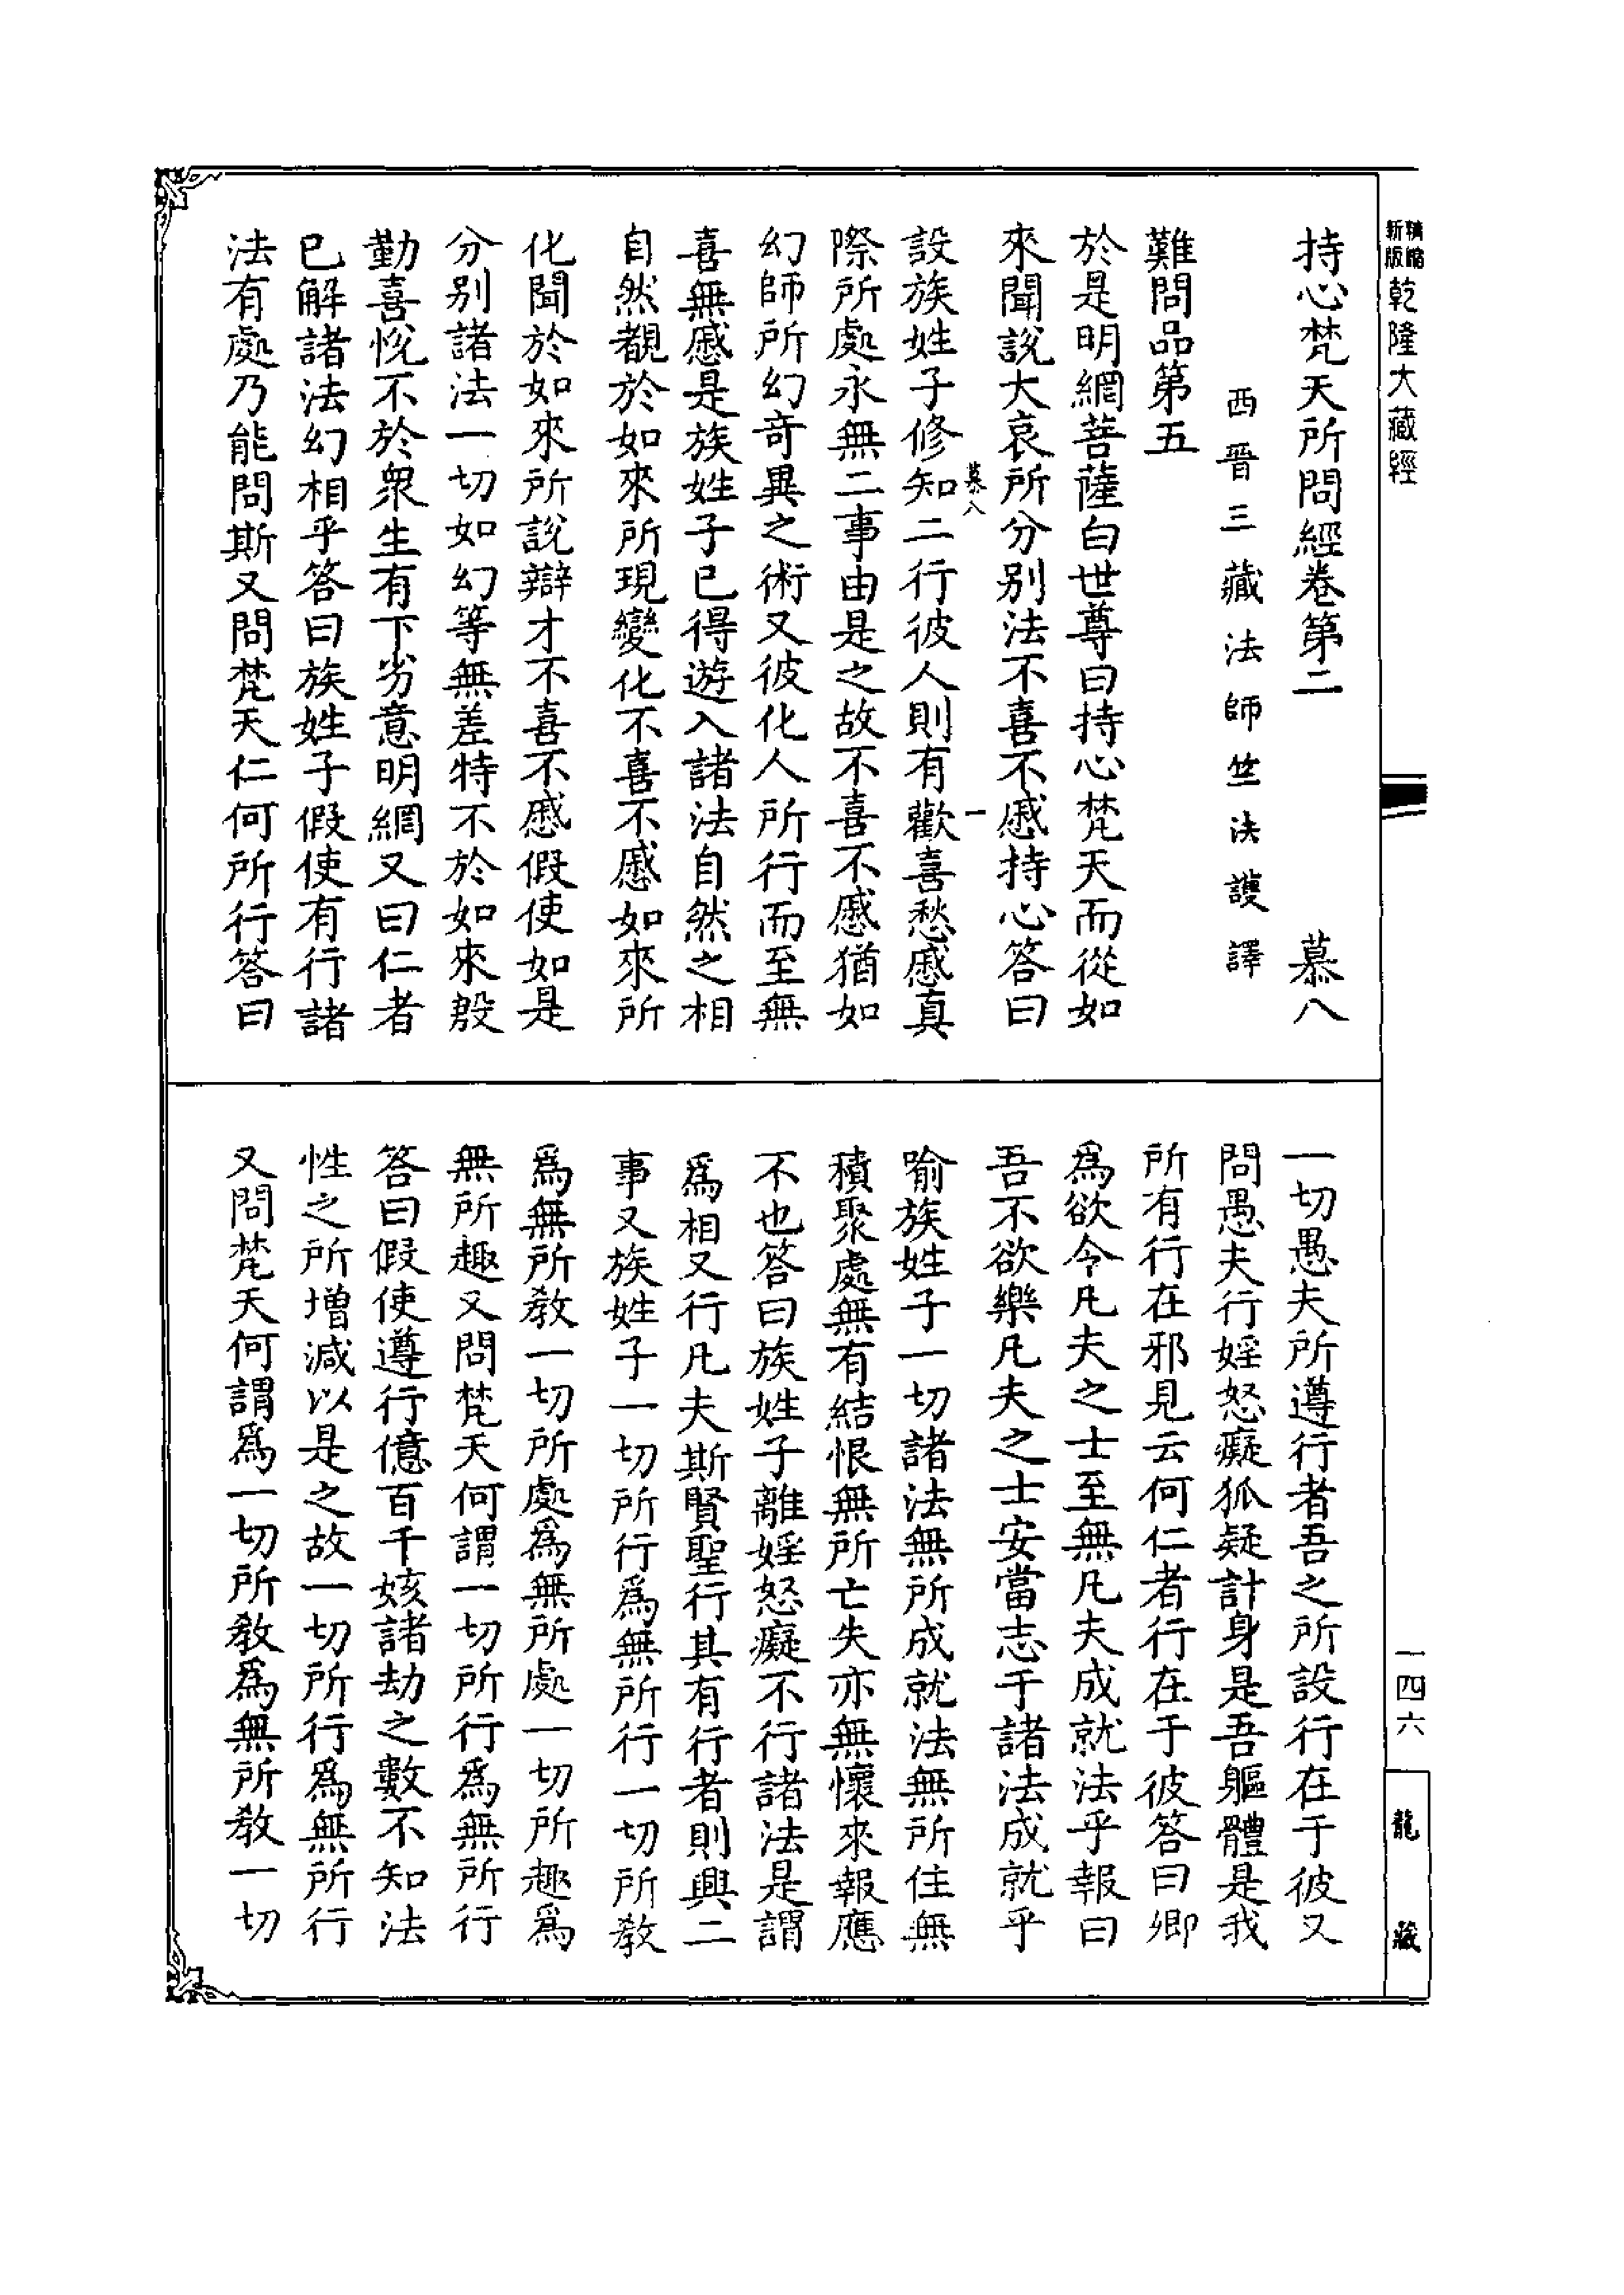 精縮
新版
乾隆大藏經
持心梵天所問經卷第二 慕八
西晉三藏法師竺法護譯
難問品第五
於是明網菩薩白世尊曰持心梵天而從如
來聞說大哀所分別法不喜不慼持心答曰
慕八 一
設族姓子修知二行彼人則有歡喜愁慼真
際所處永無二事由是之故不喜不慼猶如
幻師所幻奇異之術又彼化人所行而至無
喜無慼是族姓子已得遊入諸法自然之相
自然覩於如來所現變化不喜不慼如來所
化聞於如來所說辯才不喜不慼假使如是
分別諸法一切如幻等無差特不於如來殷
勤喜悅不於衆生有下劣意明網又曰仁者
已解諸法幻相乎答曰族姓子假使有行諸
法有處乃能問斯又問梵天仁何所行答曰
一切愚夫所遵行者吾之所設行在于彼又
問愚夫行婬怒癡狐疑計身是吾軀體是我
所有行在邪見云何仁者行在于彼答曰卿
爲欲令凡夫之士至無凡夫成就法乎報曰
吾不欲樂凡夫之士安當志于諸法成就乎
喻族姓子一切諸法無所成就法無所住無
積聚處無有結恨無所亡失亦無懷來報應
不也答曰族姓子離婬怒癡不行諸法是謂
爲相又行凡夫斯賢聖行其有行者則興二
事又族姓子一切所行爲無所行一切所教
爲無所教一切所處爲無所處一切所趣爲
無所趣又問梵天何謂一切所行爲無所行
答曰假使遵行億百千姟諸劫之數不知法
性之所增減以是之故一切所行爲無所行
又問梵天何謂爲一切所教爲無所教一切
一四六
龍藏